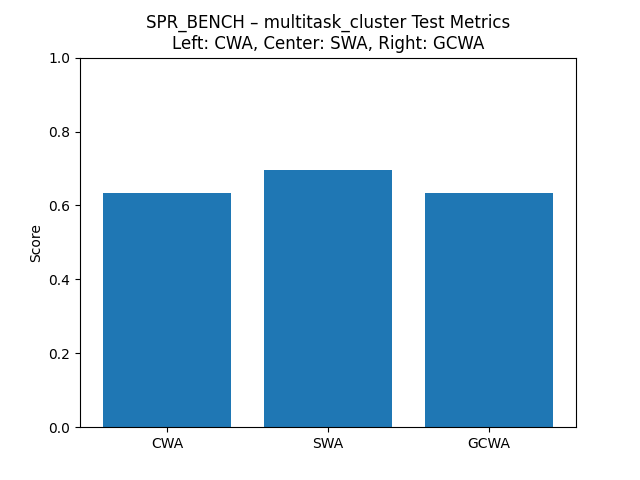 SPR_BENCH – multitask_cluster Test Metrics
Left: CWA, Center: SWA, Right: GCWA
1.0
0.8
0.6
0.4
0.2
0.0
Score
CWA
SWA
GCWA